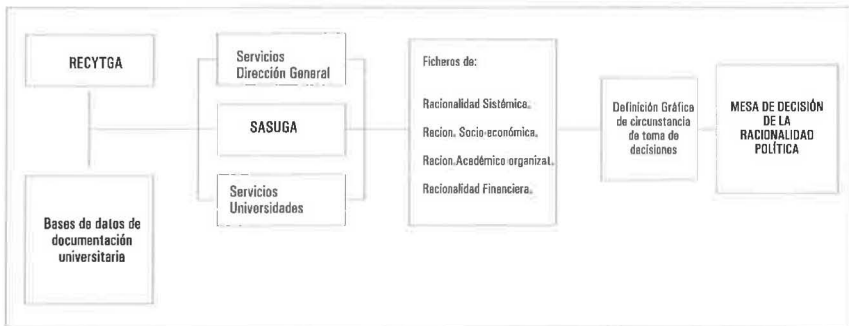 RECYTGA
Bases de datos de
documentación
universitaria
Servicios
Dirección General
SASUGA
Servicios
Universidades
Ficheros de:
Racionalidad Sistémica.
Recion. Socio-económica.
Racion.Académico organizat.
Racionalidad Financiera.
Definición Gráfica
de circunstancia
de toma de
decisiones
MESA DE DECISIÓN
DE LA
RACIONALIDAD
POLÍTICA